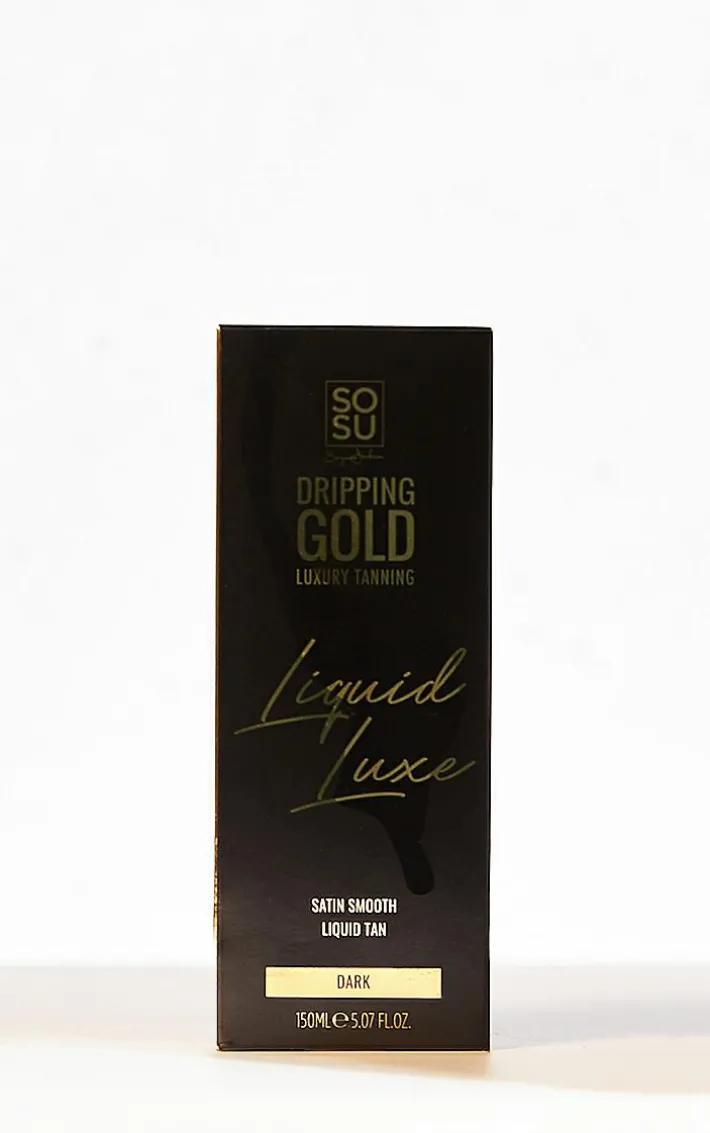 SO
SU
DRIPPING
GOLD
LUXURY TANNING
Liquid
Luxe
SATIN SMOOTH
LIQUID TAN
DARK
150ML℮5.07 FL.OZ.